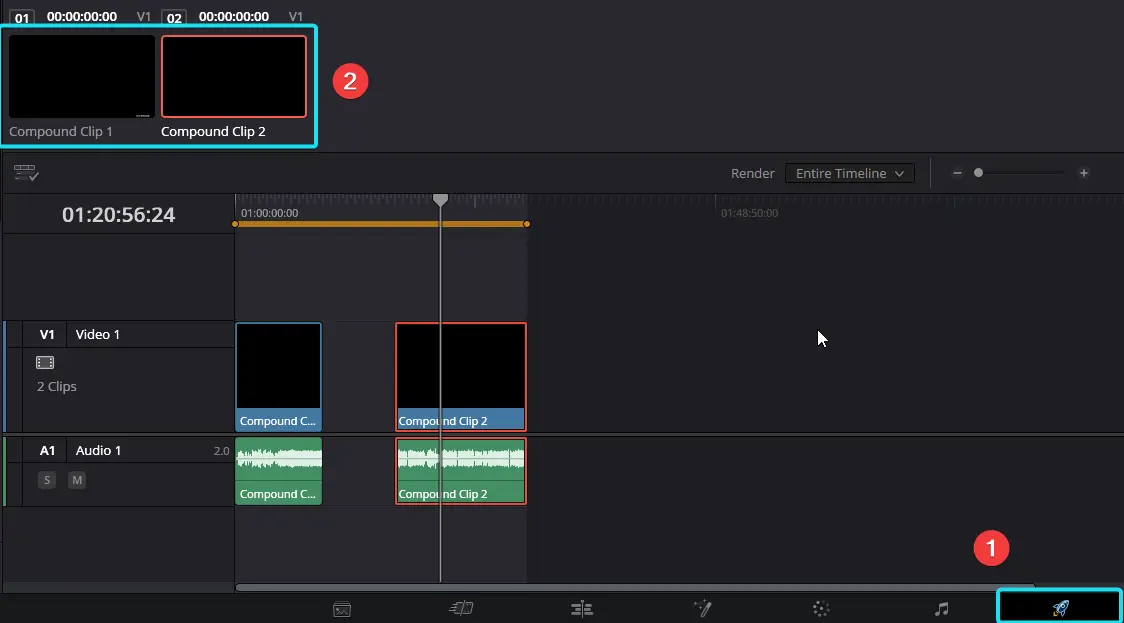 01 00:00:00:00 V1 02 00:00:00:00 V1
2
Compound Clip 1 Compound Clip 2
Render Entire Timeline
01:20:56:24
01:00:00:00 01:48:50:00
V1 Video 1
2 Clips
Compound C... Compound Clip 2
A1 Audio 1 2.0
S M
Compound C... Compound Clip 2
1